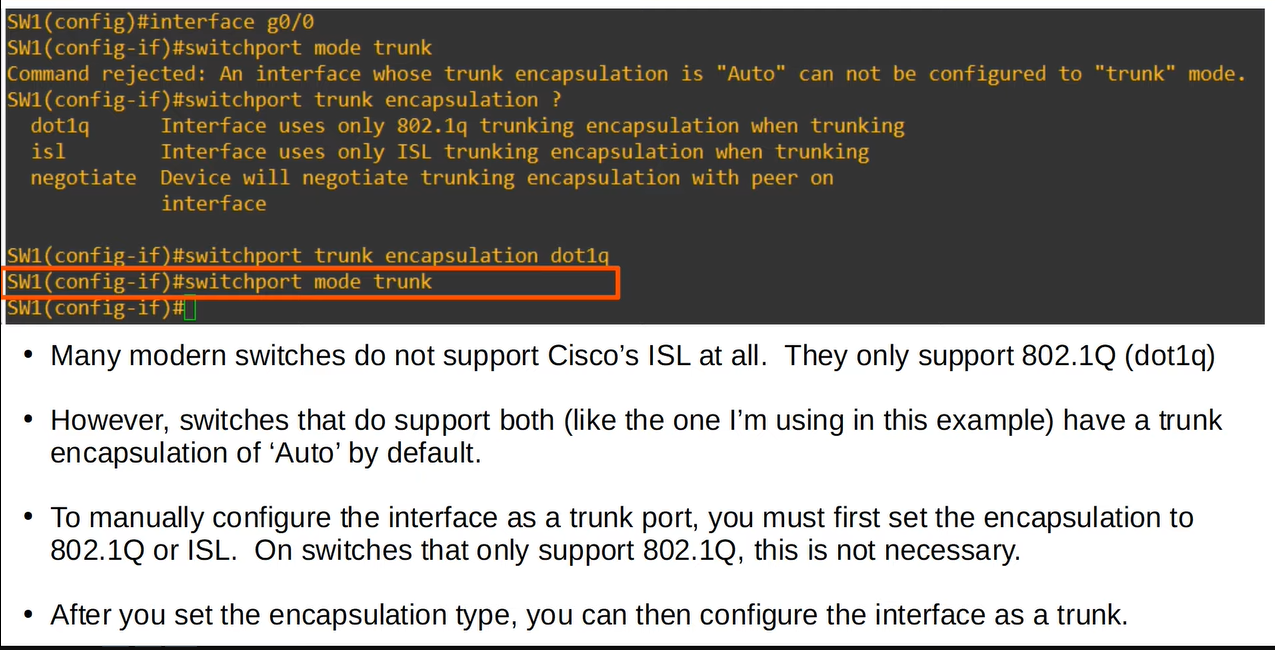 SW1(config)#interface g0/0
SW1(config-if)#switchport mode trunk
Command rejected: An interface whose trunk encapsulation is "Auto" can not be configured to "trunk" mode.
SW1(config-if)#switchport trunk encapsulation ?
  dot1q      Interface uses only 802.1q trunking encapsulation when trunking
  isl        Interface uses only ISL trunking encapsulation when trunking
  negotiate  Device will negotiate trunking encapsulation with peer on
             interface
SW1(config-if)#switchport trunk encapsulation dot1q
SW1(config-if)#switchport mode trunk
SW1(config-if)#
• Many modern switches do not support Cisco’s ISL at all.  They only support 802.1Q (dot1q)
• However, switches that do support both (like the one I’m using in this example) have a trunk
encapsulation of ‘Auto’ by default.
• To manually configure the interface as a trunk port, you must first set the encapsulation to
802.1Q or ISL.  On switches that only support 802.1Q, this is not necessary.
• After you set the encapsulation type, you can then configure the interface as a trunk.